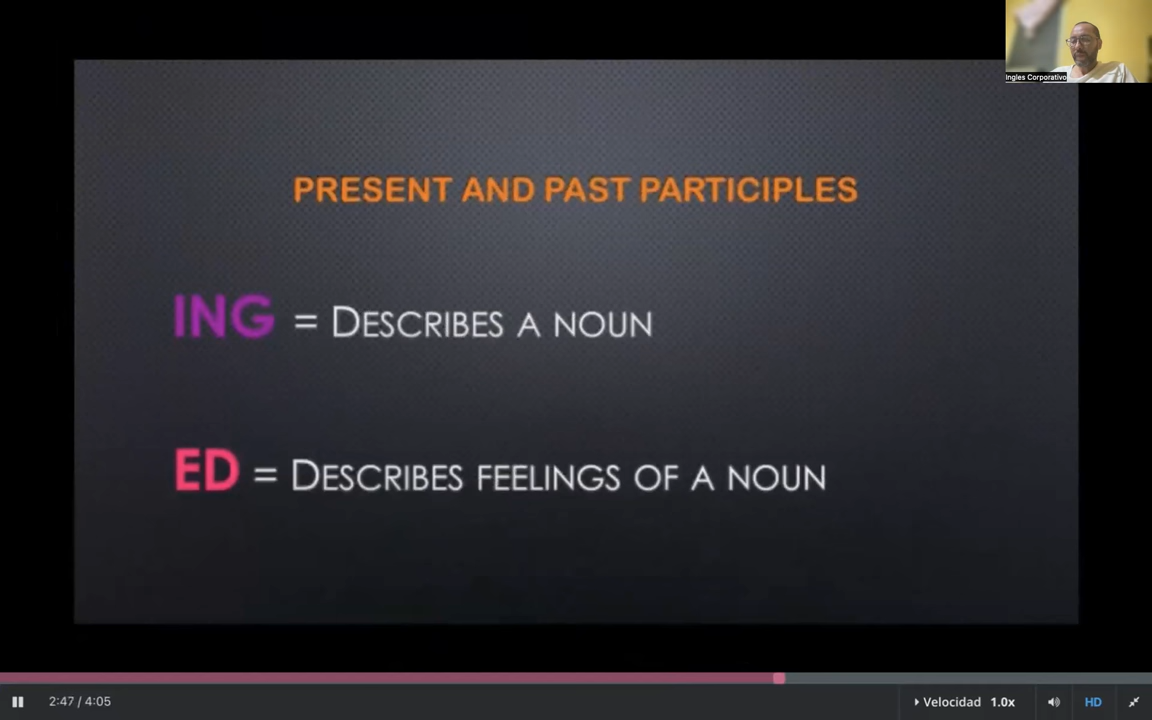 Ingles Corporativo
PRESENT AND PAST PARTICIPLES
ING = DESCRIBES A NOUN
ED = DESCRIBES FEELINGS OF A NOUN
2:47 / 4:05
Velocidad 1.0x
HD